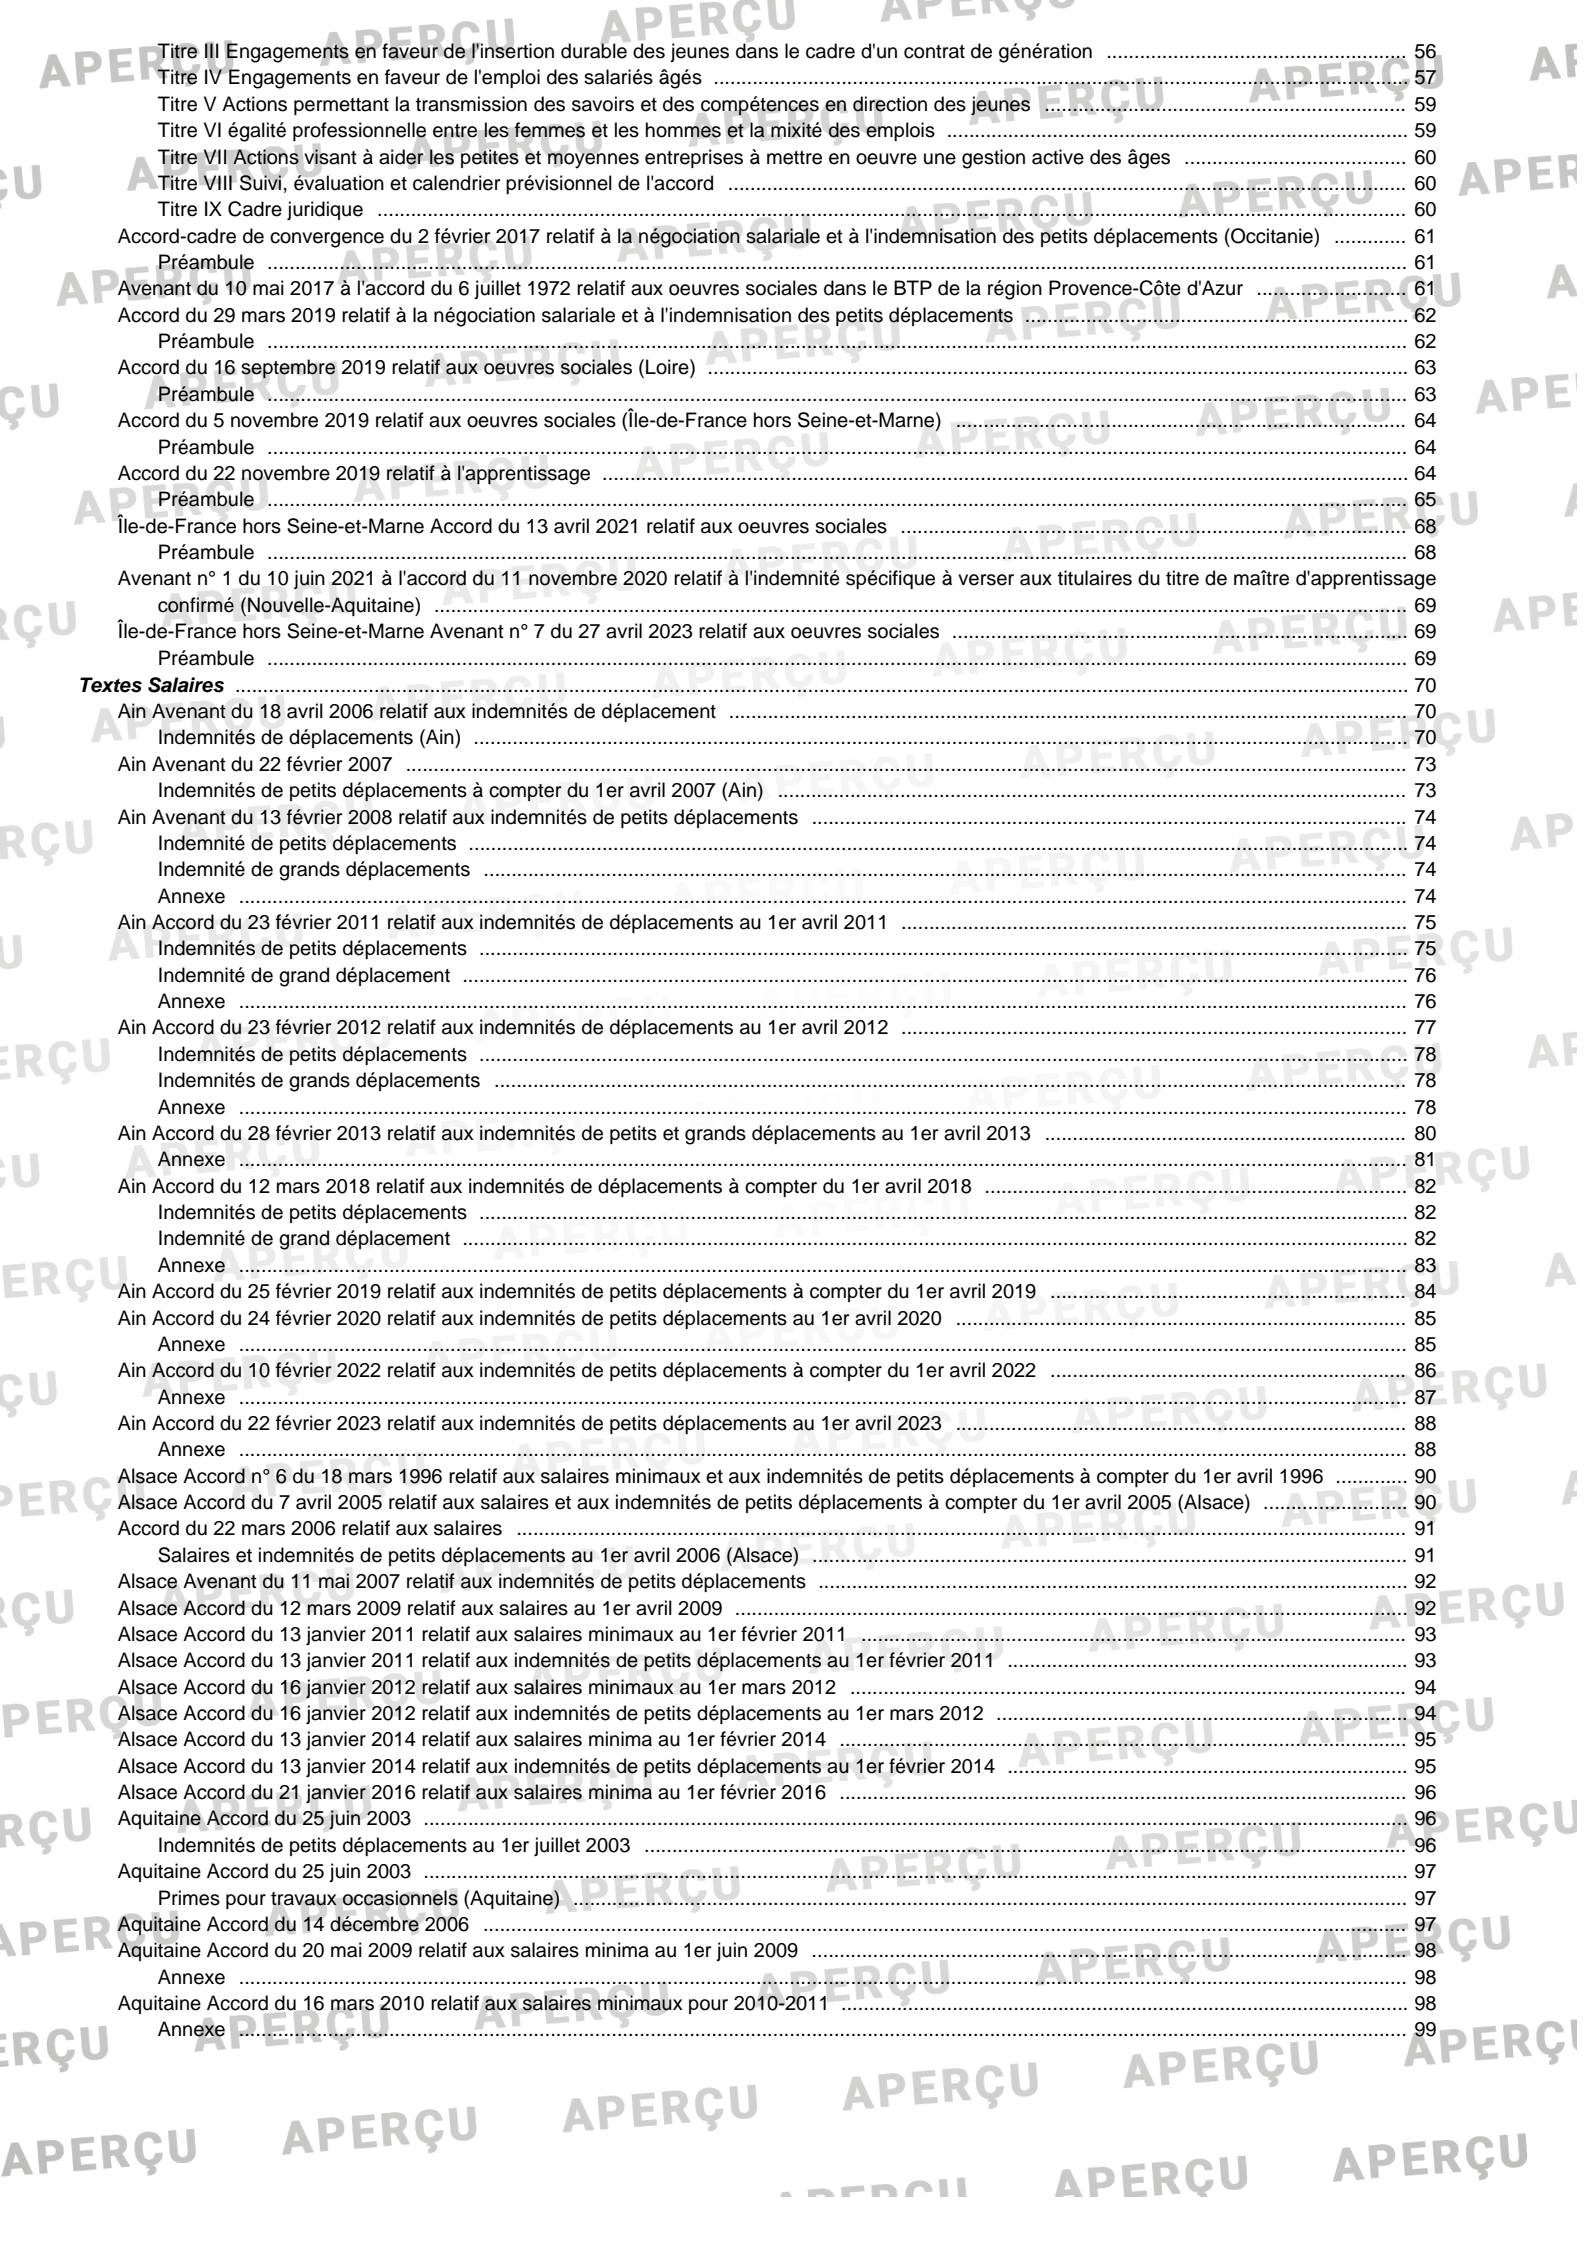 Titre III Engagements en faveur de l'insertion durable des jeunes dans le cadre d'un contrat de génération ... 56
Titre IV Engagements en faveur de l'emploi des salariés âgés ... 57
Titre V Actions permettant la transmission des savoirs et des compétences en direction des jeunes ... 59
Titre VI égalité professionnelle entre les femmes et les hommes et la mixité des emplois ... 59
Titre VII Actions visant à aider les petites et moyennes entreprises à mettre en oeuvre une gestion active des âges ... 60
Titre VIII Suivi, évaluation et calendrier prévisionnel de l'accord ... 60
Titre IX Cadre juridique ... 60
Accord-cadre de convergence du 2 février 2017 relatif à la négociation salariale et à l'indemnisation des petits déplacements (Occitanie) ... 61
Préambule ... 61
Avenant du 10 mai 2017 à l'accord du 6 juillet 1972 relatif aux oeuvres sociales dans le BTP de la région Provence-Côte d'Azur ... 61
Accord du 29 mars 2019 relatif à la négociation salariale et à l'indemnisation des petits déplacements ... 62
Préambule ... 62
Accord du 16 septembre 2019 relatif aux oeuvres sociales (Loire) ... 63
Préambule ... 63
Accord du 5 novembre 2019 relatif aux oeuvres sociales (Île-de-France hors Seine-et-Marne) ... 64
Préambule ... 64
Accord du 22 novembre 2019 relatif à l'apprentissage ... 64
Préambule ... 65
Île-de-France hors Seine-et-Marne Accord du 13 avril 2021 relatif aux oeuvres sociales ... 68
Préambule ... 68
Avenant n° 1 du 10 juin 2021 à l'accord du 11 novembre 2020 relatif à l'indemnité spécifique à verser aux titulaires du titre de maître d'apprentissage
confirmé (Nouvelle-Aquitaine) ... 69
Île-de-France hors Seine-et-Marne Avenant n° 7 du 27 avril 2023 relatif aux oeuvres sociales ... 69
Préambule ... 69
Textes Salaires ... 70
Ain Avenant du 18 avril 2006 relatif aux indemnités de déplacement ... 70
Indemnités de déplacements (Ain) ... 70
Ain Avenant du 22 février 2007 ... 73
Indemnités de petits déplacements à compter du 1er avril 2007 (Ain) ... 73
Ain Avenant du 13 février 2008 relatif aux indemnités de petits déplacements ... 74
Indemnité de petits déplacements ... 74
Indemnité de grands déplacements ... 74
Annexe ... 74
Ain Accord du 23 février 2011 relatif aux indemnités de déplacements au 1er avril 2011 ... 75
Indemnités de petits déplacements ... 75
Indemnité de grand déplacement ... 76
Annexe ... 76
Ain Accord du 23 février 2012 relatif aux indemnités de déplacements au 1er avril 2012 ... 77
Indemnités de petits déplacements ... 78
Indemnités de grands déplacements ... 78
Annexe ... 78
Ain Accord du 28 février 2013 relatif aux indemnités de petits et grands déplacements au 1er avril 2013 ... 80
Annexe ... 81
Ain Accord du 12 mars 2018 relatif aux indemnités de déplacements à compter du 1er avril 2018 ... 82
Indemnités de petits déplacements ... 82
Indemnité de grand déplacement ... 82
Annexe ... 83
Ain Accord du 25 février 2019 relatif aux indemnités de petits déplacements à compter du 1er avril 2019 ... 84
Ain Accord du 24 février 2020 relatif aux indemnités de petits déplacements au 1er avril 2020 ... 85
Annexe ... 85
Ain Accord du 10 février 2022 relatif aux indemnités de petits déplacements à compter du 1er avril 2022 ... 86
Annexe ... 87
Ain Accord du 22 février 2023 relatif aux indemnités de petits déplacements au 1er avril 2023 ... 88
Annexe ... 88
Alsace Accord n° 6 du 18 mars 1996 relatif aux salaires minimaux et aux indemnités de petits déplacements à compter du 1er avril 1996 ... 90
Alsace Accord du 7 avril 2005 relatif aux salaires et aux indemnités de petits déplacements à compter du 1er avril 2005 (Alsace) ... 90
Accord du 22 mars 2006 relatif aux salaires ... 91
Salaires et indemnités de petits déplacements au 1er avril 2006 (Alsace) ... 91
Alsace Avenant du 11 mai 2007 relatif aux indemnités de petits déplacements ... 92
Alsace Accord du 12 mars 2009 relatif aux salaires au 1er avril 2009 ... 92
Alsace Accord du 13 janvier 2011 relatif aux salaires minimaux au 1er février 2011 ... 93
Alsace Accord du 13 janvier 2011 relatif aux indemnités de petits déplacements au 1er février 2011 ... 93
Alsace Accord du 16 janvier 2012 relatif aux salaires minimaux au 1er mars 2012 ... 94
Alsace Accord du 16 janvier 2012 relatif aux indemnités de petits déplacements au 1er mars 2012 ... 94
Alsace Accord du 13 janvier 2014 relatif aux salaires minima au 1er février 2014 ... 95
Alsace Accord du 13 janvier 2014 relatif aux indemnités de petits déplacements au 1er février 2014 ... 95
Alsace Accord du 21 janvier 2016 relatif aux salaires minima au 1er février 2016 ... 96
Aquitaine Accord du 25 juin 2003 ... 96
Indemnités de petits déplacements au 1er juillet 2003 ... 96
Aquitaine Accord du 25 juin 2003 ... 97
Primes pour travaux occasionnels (Aquitaine) ... 97
Aquitaine Accord du 14 décembre 2006 ... 97
Aquitaine Accord du 20 mai 2009 relatif aux salaires minima au 1er juin 2009 ... 98
Annexe ... 98
Aquitaine Accord du 16 mars 2010 relatif aux salaires minimaux pour 2010-2011 ... 98
Annexe ... 99
APERÇU